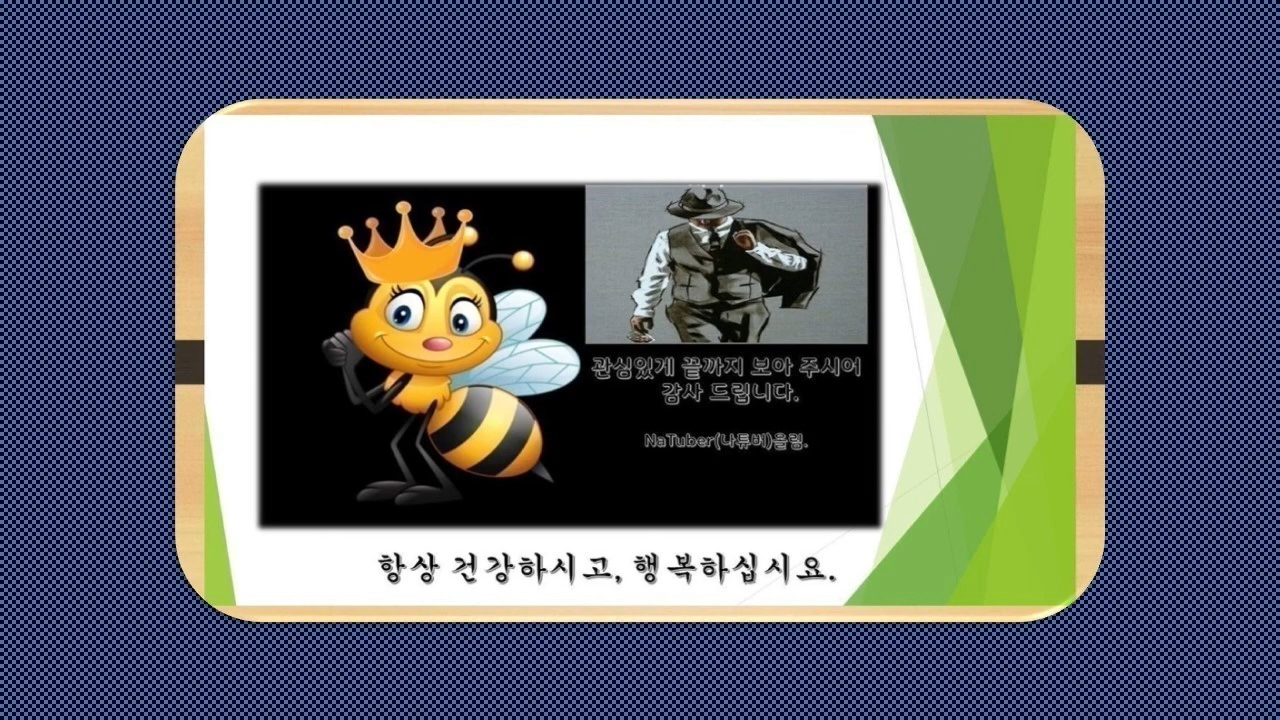 관심있게 끝까지 보아 주시어
감사 드립니다.
NaTuber(나튜버)올림.
항상 건강하시고, 행복하십시요.